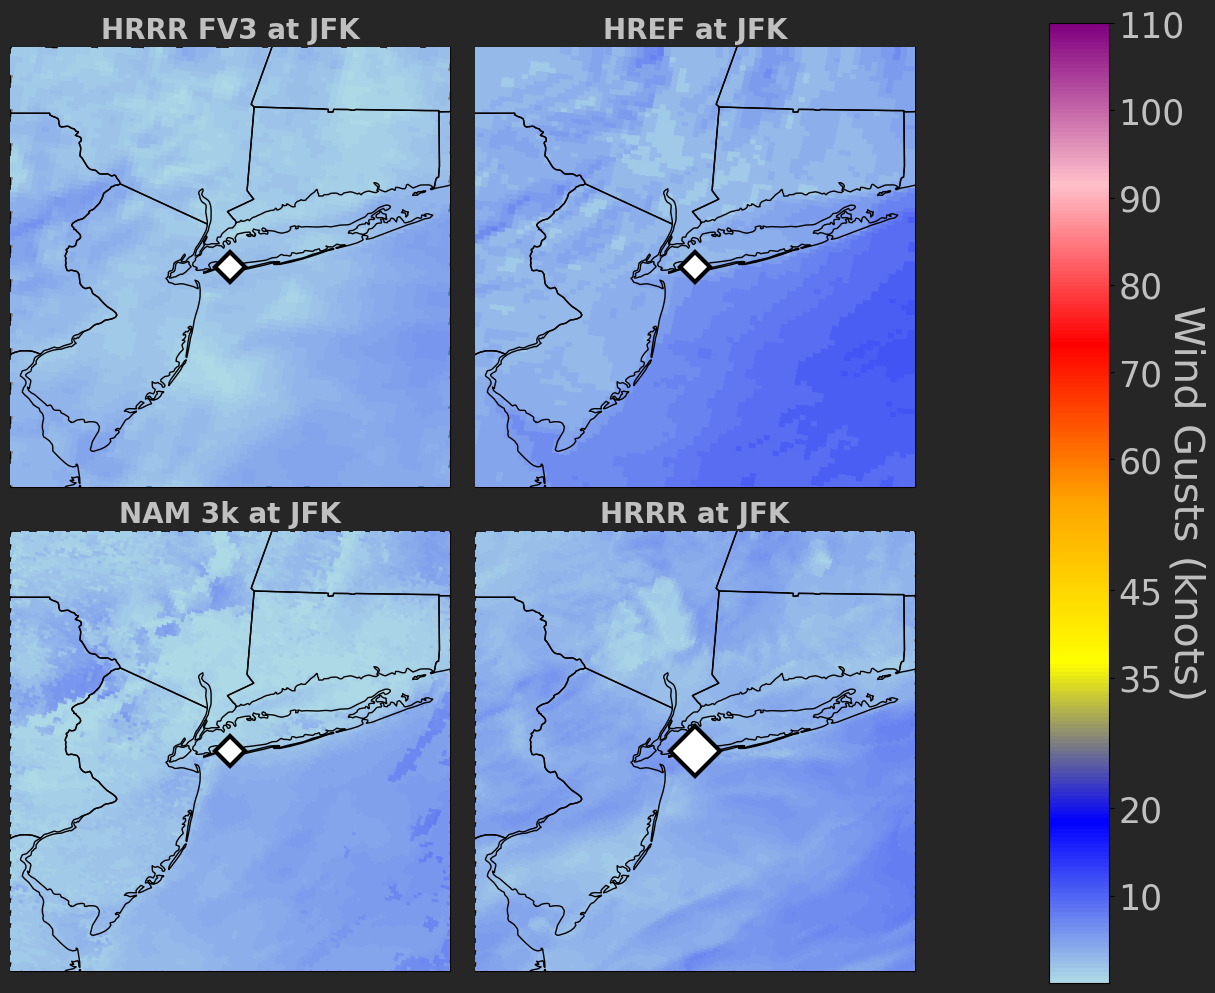 HRRR FV3 at JFK
HREF at JFK
NAM 3k at JFK
HRRR at JFK
110
100
90
80
70
60
45
35
20
10
Wind Gusts (knots)